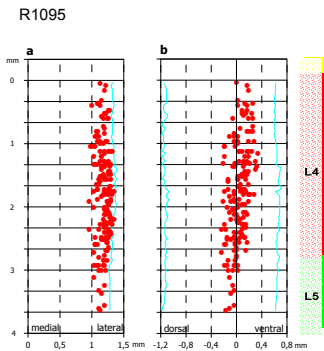 R1095
a
b
mm
0
1
2
3
4
medial
lateral
dorsal
ventral
0
0,5
1
1,5
mm
-1,2
-0,8
-0,4
0
0,4
0,8
mm
L4
L5